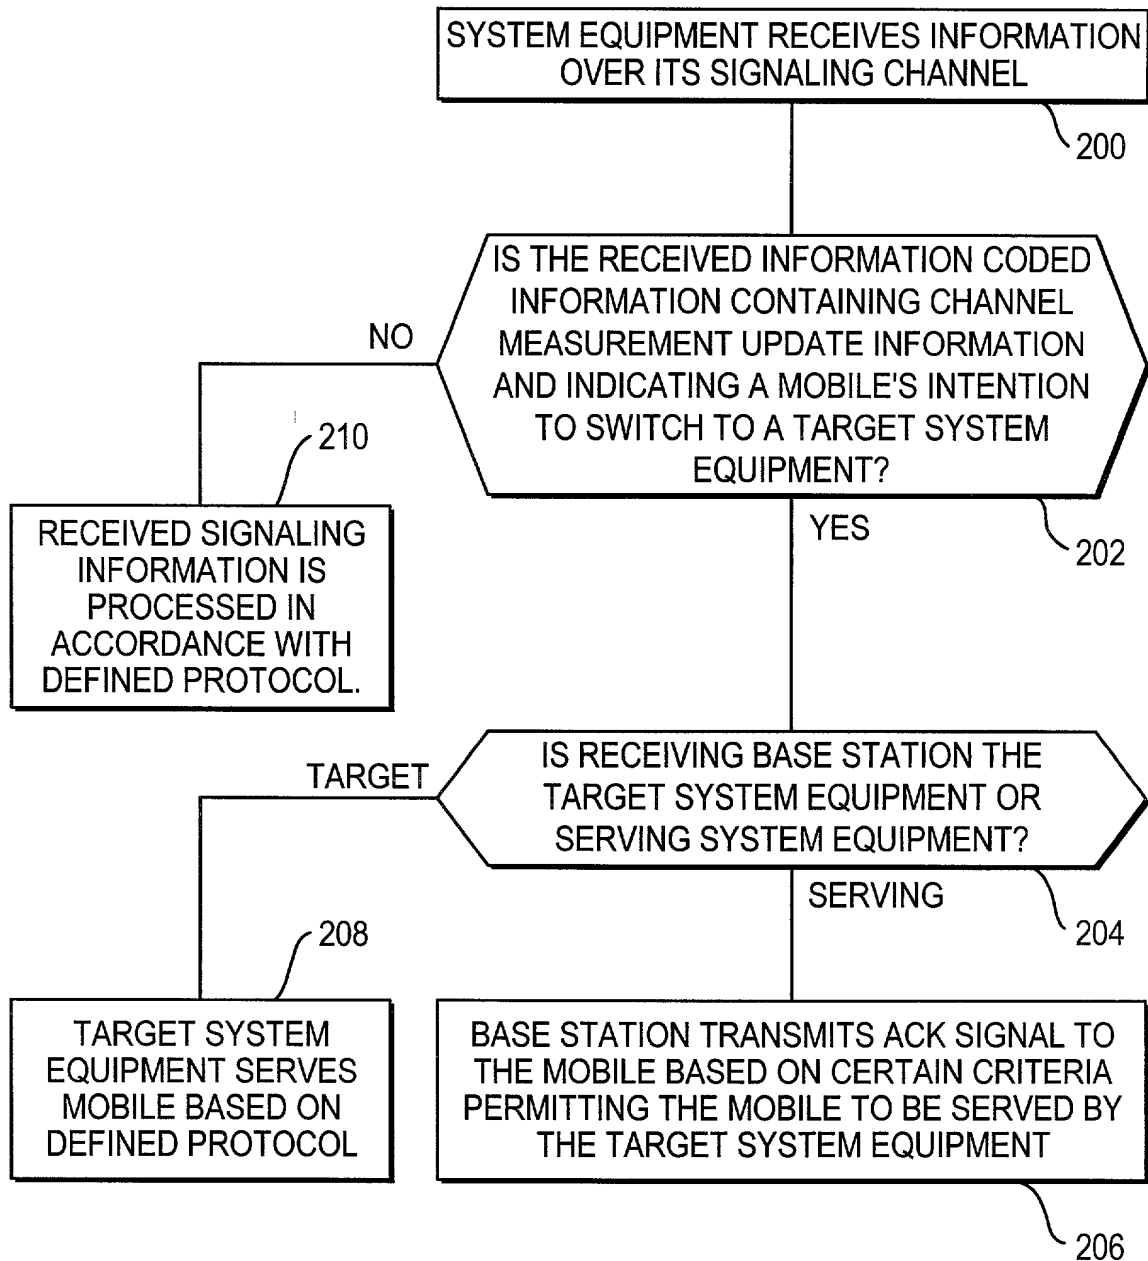 SYSTEM EQUIPMENT RECEIVES INFORMATION
OVER ITS SIGNALING CHANNEL
200
IS THE RECEIVED INFORMATION CODED
INFORMATION CONTAINING CHANNEL
MEASUREMENT UPDATE INFORMATION
AND INDICATING A MOBILE'S INTENTION
TO SWITCH TO A TARGET SYSTEM
EQUIPMENT?
NO
210
YES
202
RECEIVED SIGNALING
INFORMATION IS
PROCESSED IN
ACCORDANCE WITH
DEFINED PROTOCOL.
IS RECEIVING BASE STATION THE
TARGET SYSTEM EQUIPMENT OR
SERVING SYSTEM EQUIPMENT?
TARGET
SERVING
204
208
TARGET SYSTEM
EQUIPMENT SERVES
MOBILE BASED ON
DEFINED PROTOCOL
BASE STATION TRANSMITS ACK SIGNAL TO
THE MOBILE BASED ON CERTAIN CRITERIA
PERMITTING THE MOBILE TO BE SERVED BY
THE TARGET SYSTEM EQUIPMENT
206